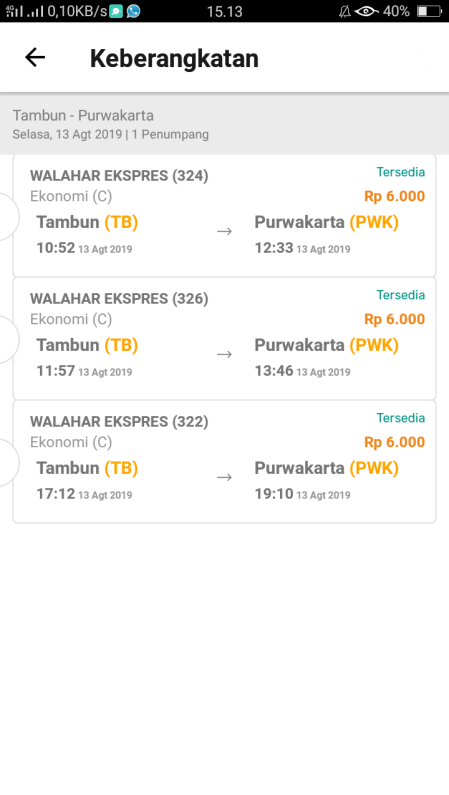 4G 0,10KB/s 15.13 40%
Keberangkatan
Tambun - Purwakarta
Selasa, 13 Agt 2019 | 1 Penumpang
WALAHAR EKSPRES (324) Tersedia
Ekonomi (C) Rp 6.000
Tambun (TB) → Purwakarta (PWK)
10:52 13 Agt 2019 12:33 13 Agt 2019
WALAHAR EKSPRES (326) Tersedia
Ekonomi (C) Rp 6.000
Tambun (TB) → Purwakarta (PWK)
11:57 13 Agt 2019 13:46 13 Agt 2019
WALAHAR EKSPRES (322) Tersedia
Ekonomi (C) Rp 6.000
Tambun (TB) → Purwakarta (PWK)
17:12 13 Agt 2019 19:10 13 Agt 2019